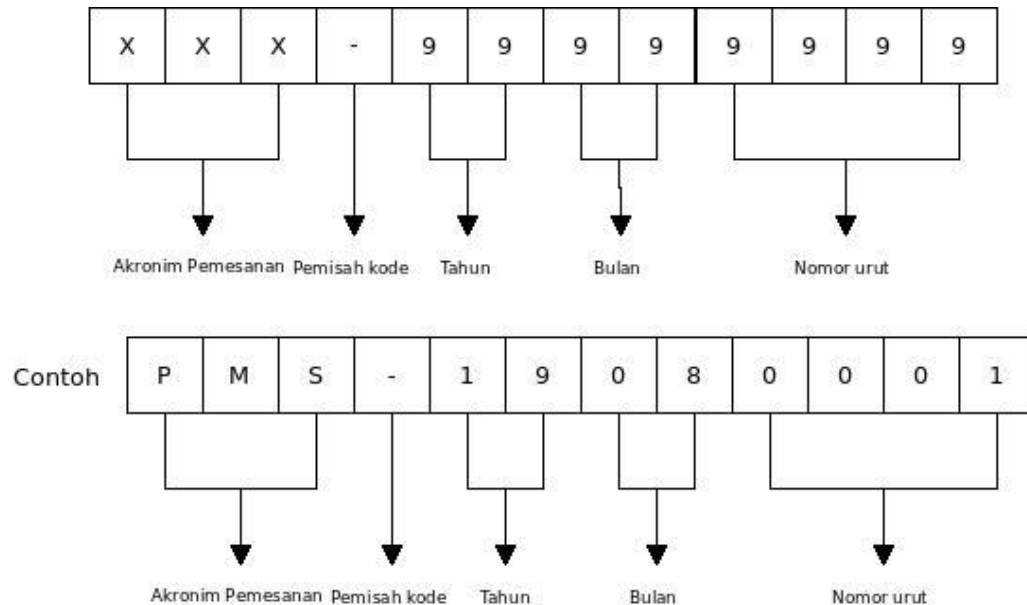 X X X - 9 9 9 9 9 9 9 9
Akronim Pemesanan Pemisah kode Tahun Bulan Nomor urut
Contoh P M S - 1 9 0 8 0 0 0 1
Akronim Pemesanan Pemisah kode Tahun Bulan Nomor urut